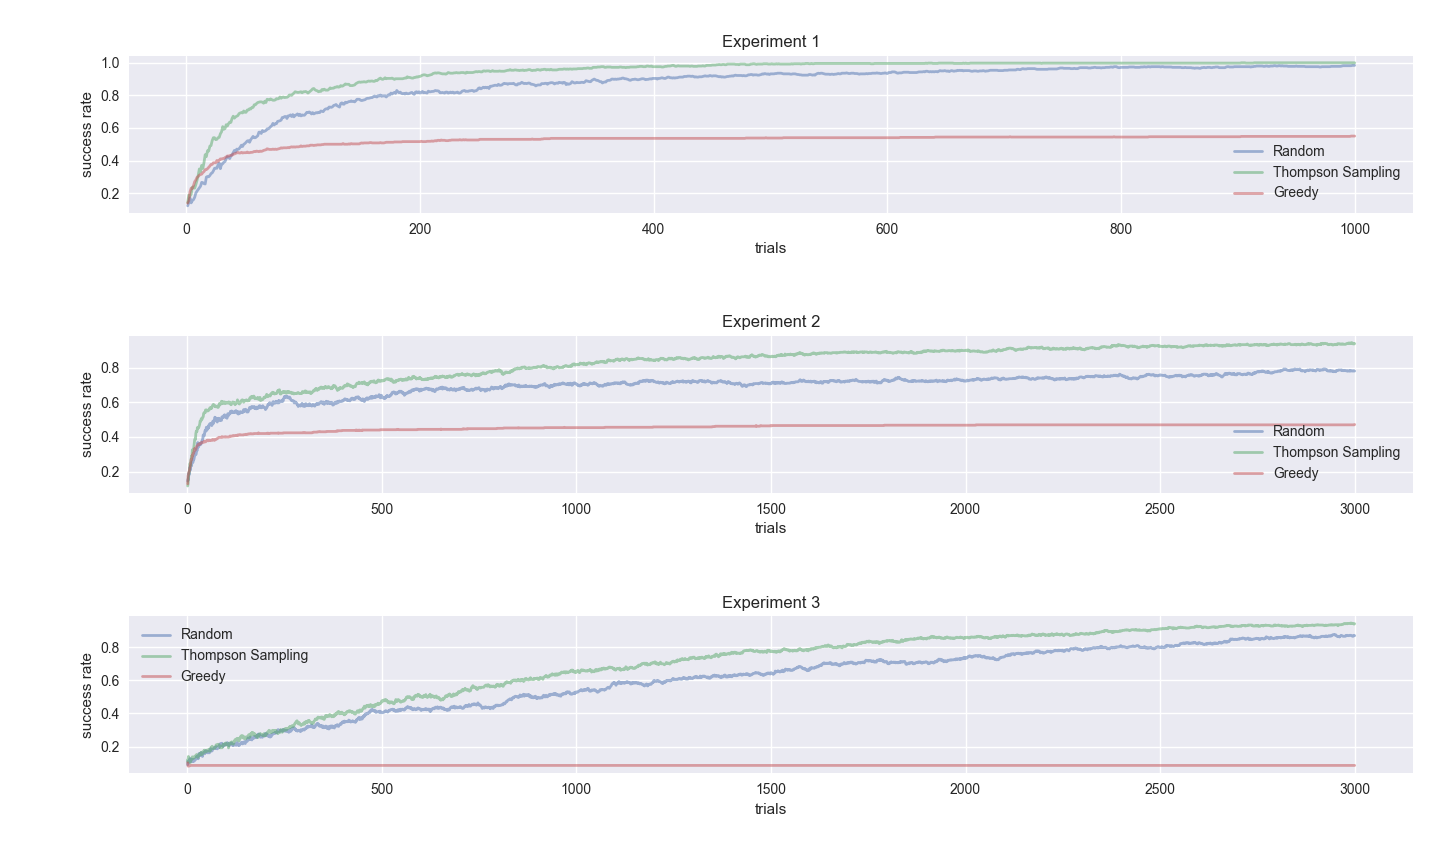 Experiment 1
1.0
0.8
0.6
0.4
0.2
success rate
Random
Thompson Sampling
Greedy
0 200 400 600 800 1000
trials
Experiment 2
0.8
0.6
0.4
0.2
success rate
Random
Thompson Sampling
Greedy
0 500 1000 1500 2000 2500 3000
trials
Experiment 3
Random
Thompson Sampling
Greedy
0.8
0.6
0.4
0.2
success rate
0 500 1000 1500 2000 2500 3000
trials